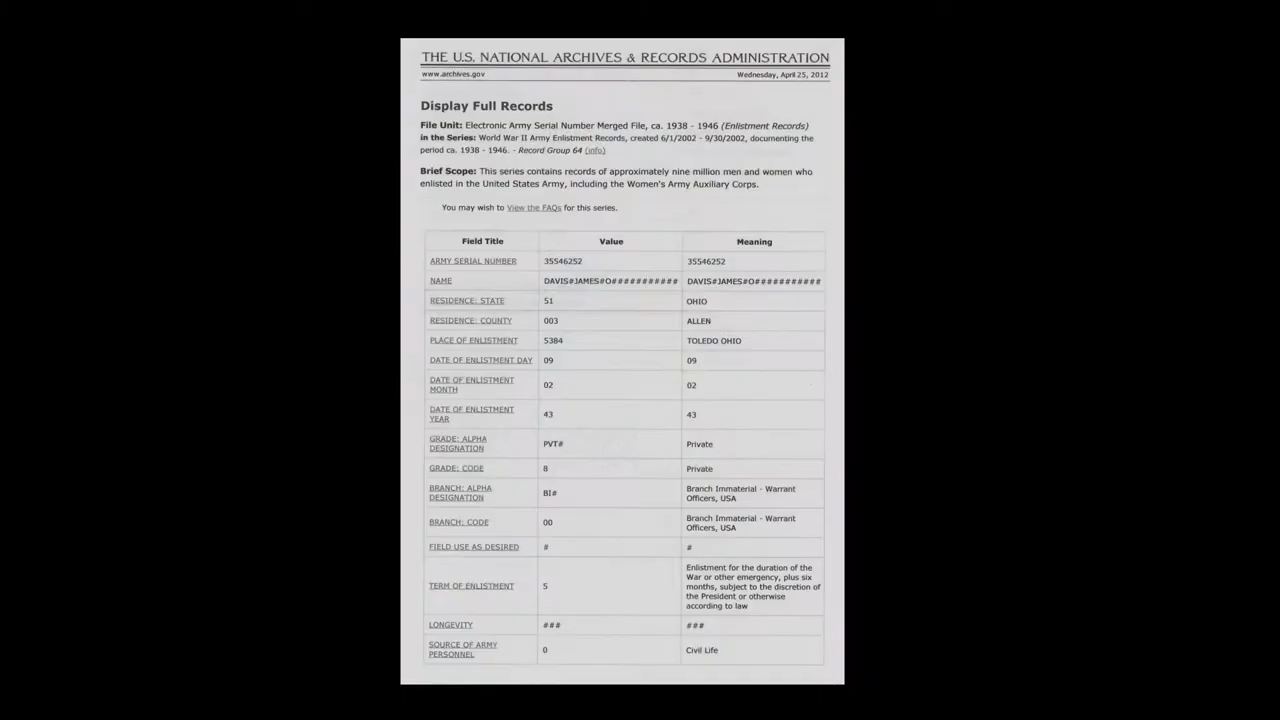 THE U.S. NATIONAL ARCHIVES & RECORDS ADMINISTRATION
www.archives.gov Wednesday, April 25, 2012
Display Full Records
File Unit: Electronic Army Serial Number Merged File, ca. 1938 - 1946 (Enlistment Records)
in the Series: World War II Army Enlistment Records, created 6/1/2002 - 9/30/2002, documenting the
period ca. 1938 - 1946. - Record Group 64 (info)
Brief Scope: This series contains records of approximately nine million men and women who
enlisted in the United States Army, including the Women's Army Auxiliary Corps.
You may wish to View the FAQs for this series.
Field Title Value Meaning
ARMY SERIAL NUMBER 35546252 35546252
NAME DAVIS#JAMES#O########### DAVIS#JAMES#O###########
RESIDENCE: STATE 51 OHIO
RESIDENCE: COUNTY 003 ALLEN
PLACE OF ENLISTMENT 5384 TOLEDO OHIO
DATE OF ENLISTMENT DAY 09 09
DATE OF ENLISTMENT
MONTH 02 02
DATE OF ENLISTMENT
YEAR 43 43
GRADE: ALPHA
DESIGNATION PVT# Private
GRADE: CODE 8 Private
BRANCH: ALPHA
DESIGNATION BI# Branch Immaterial - Warrant
Officers, USA
BRANCH: CODE 00 Branch Immaterial - Warrant
Officers, USA
FIELD USE AS DESIRED # #
TERM OF ENLISTMENT 5 Enlistment for the duration of the
War or other emergency, plus six
months, subject to the discretion of
the President or otherwise
according to law
LONGEVITY ### ###
SOURCE OF ARMY
PERSONNEL 0 Civil Life